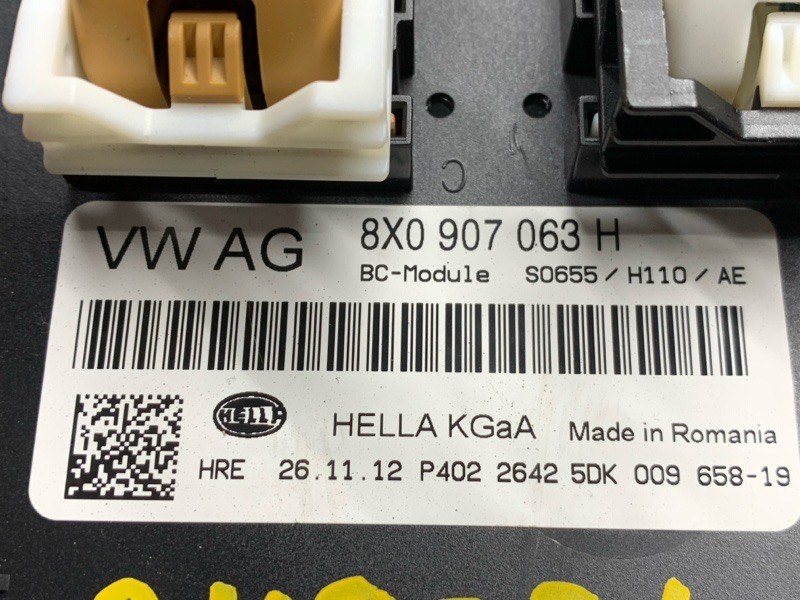 C
VW AG 8X0 907 063 H
BC-Module S0655 / H110 / AE
HELLA HELLA KGaA Made in Romania
HRE 26.11.12 P402 2642 5DK 009 658-19